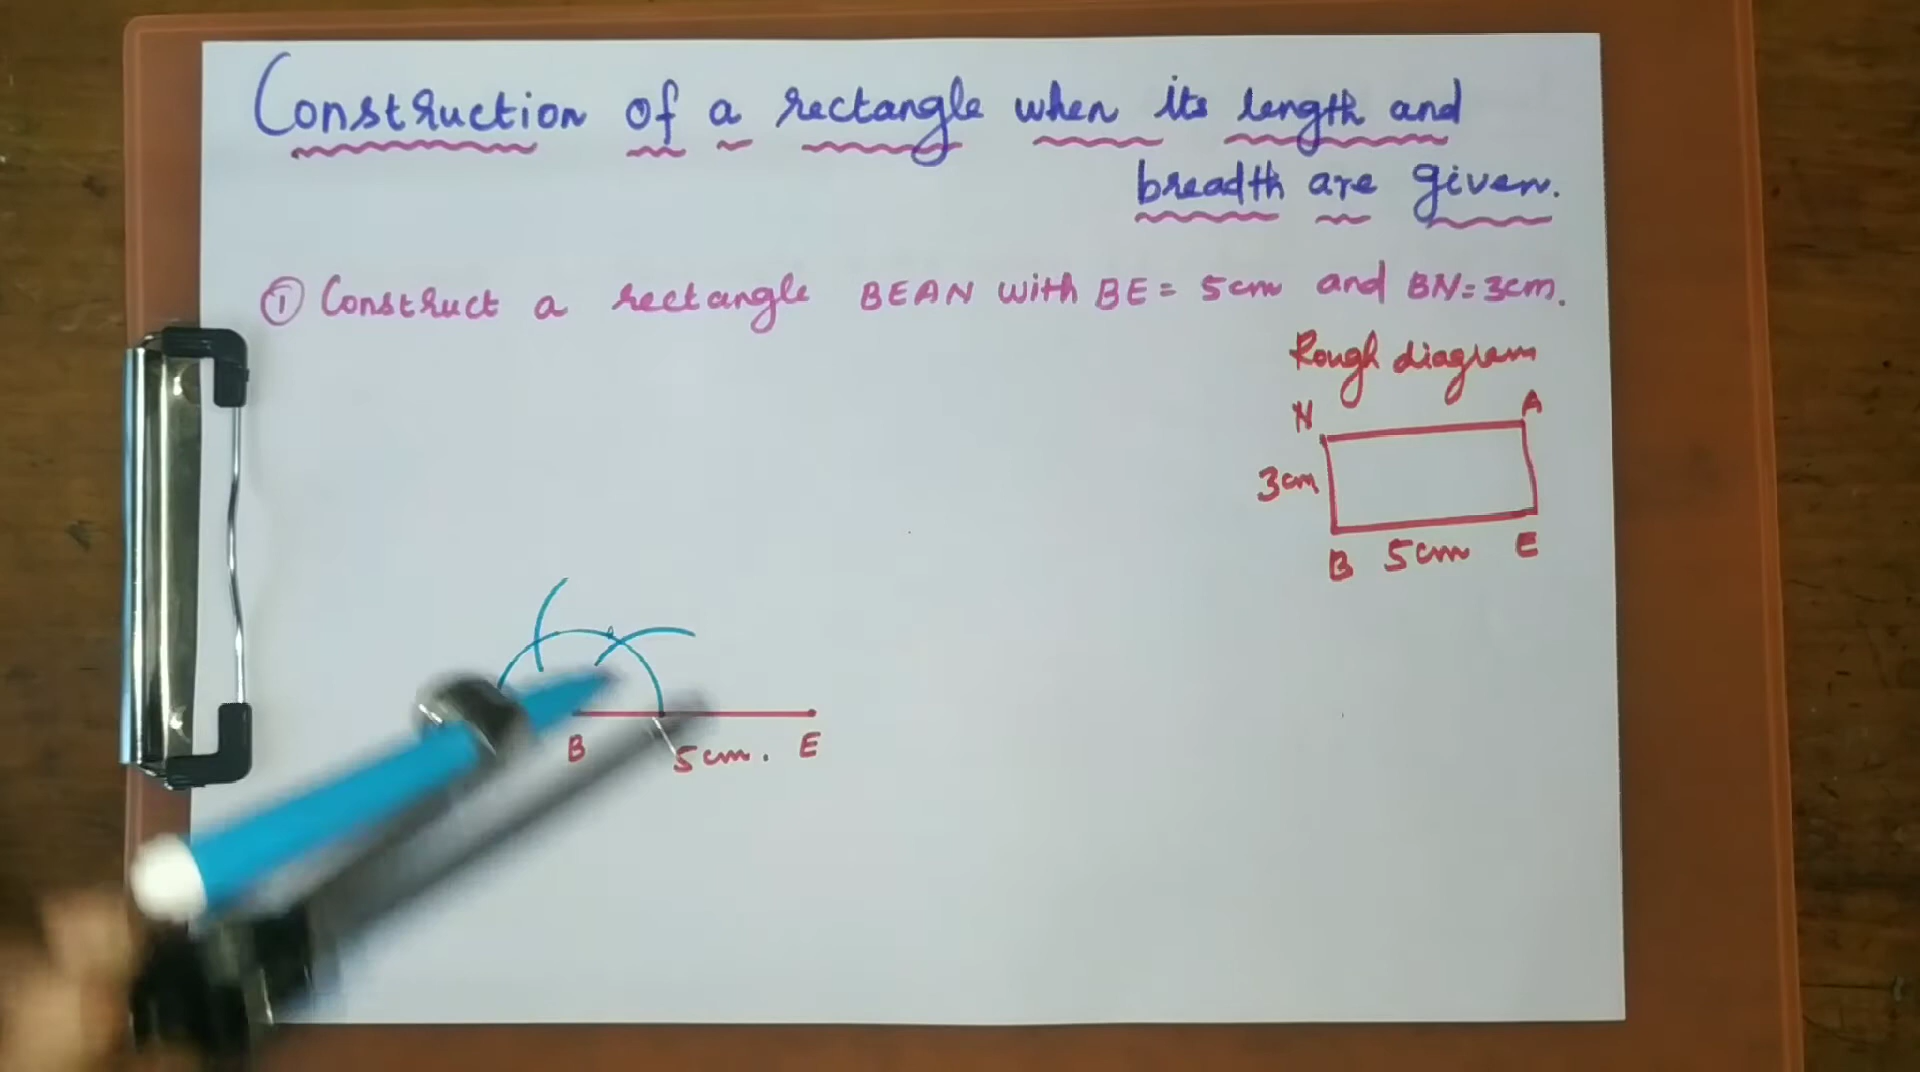 Construction of a rectangle when its length and
breadth are given.
① Construct a rectangle BEAN with BE = 5cm and BN = 3cm.
Rough diagram
N A
3cm
B 5cm E
B 5cm. E